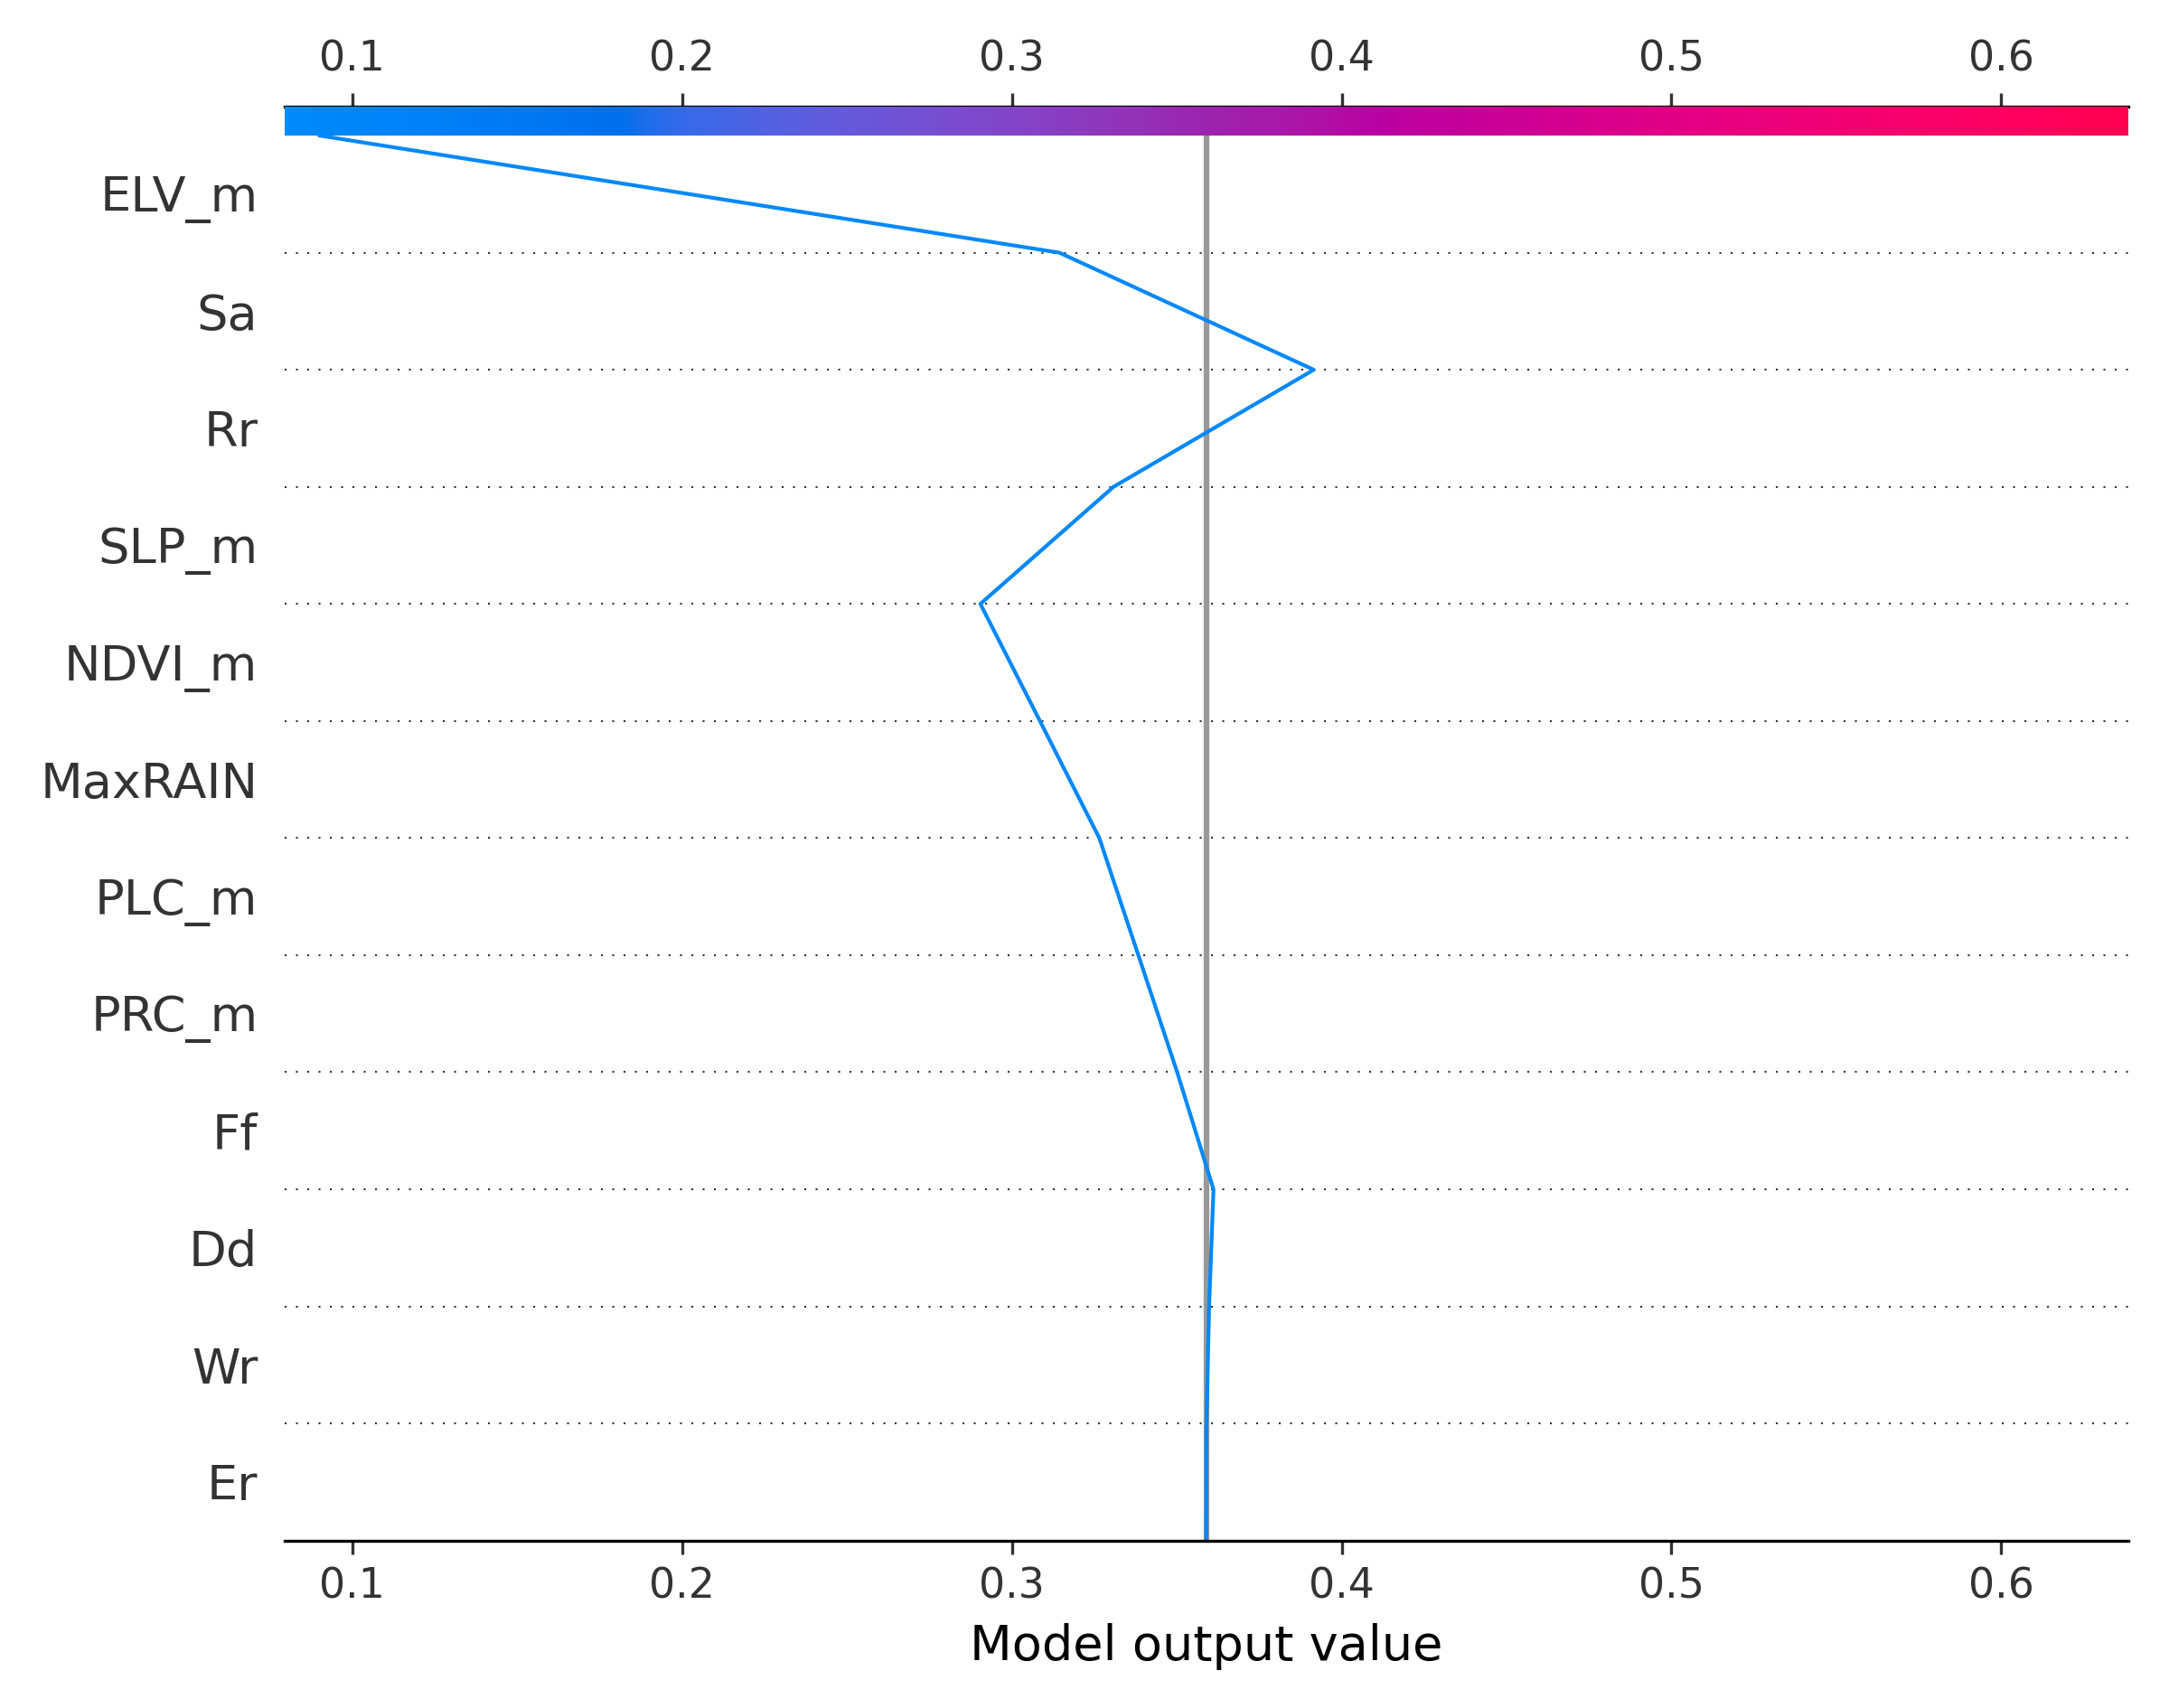 0.1 0.2 0.3 0.4 0.5 0.6
ELV_m
Sa
Rr
SLP_m
NDVI_m
MaxRAIN
PLC_m
PRC_m
Ff
Dd
Wr
Er
0.1 0.2 0.3 0.4 0.5 0.6
Model output value